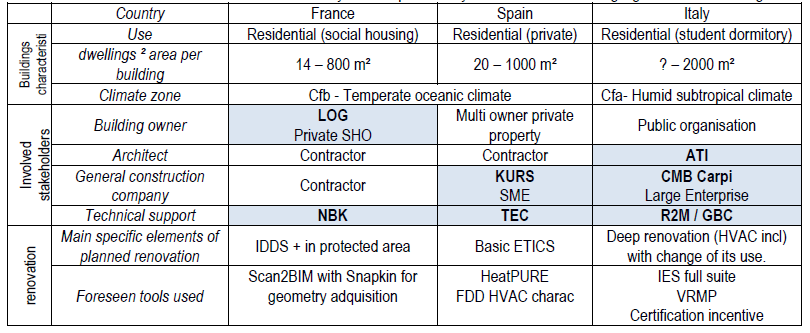 Country France Spain Italy
Buildings characteristi
Use Residential (social housing) Residential (private) Residential (student dormitory)
dwellings ² area per building 14 – 800 m² 20 – 1000 m² ? – 2000 m²
Climate zone Cfb - Temperate oceanic climate Cfa- Humid subtropical climate
Involved stakeholders
Building owner LOG Private SHO Multi owner private property Public organisation
Architect Contractor Contractor ATI
General construction company Contractor KURS SME CMB Carpi Large Enterprise
Technical support NBK TEC R2M / GBC
renovation
Main specific elements of planned renovation IDDS + in protected area Basic ETICS Deep renovation (HVAC incl) with change of its use.
Foreseen tools used Scan2BIM with Snapkin for geometry adquisition HeatPURE FDD HVAC charac IES full suite VRMP Certification incentive